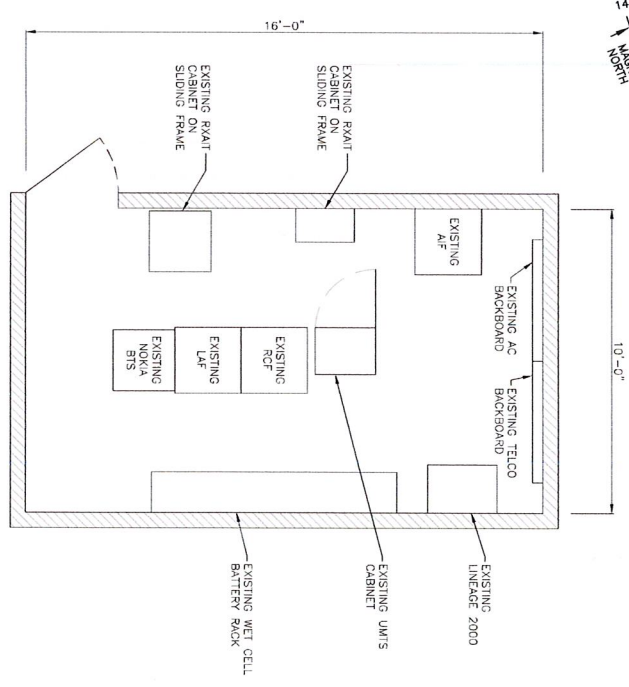 14
MAG
NORTH
16'-0"
10'-0"
EXISTING RXAIT
CABINET ON
SLIDING FRAME
EXISTING RXAIT
CABINET ON
SLIDING FRAME
EXISTING
AIF
EXISTING AC
BACKBOARD
EXISTING TELCO
BACKBOARD
EXISTING
NOKIA
BTS
EXISTING
LAF
EXISTING
RCF
EXISTING WET CELL
BATTERY RACK
EXISTING UMTS
CABINET
EXISTING
LINEAGE 2000